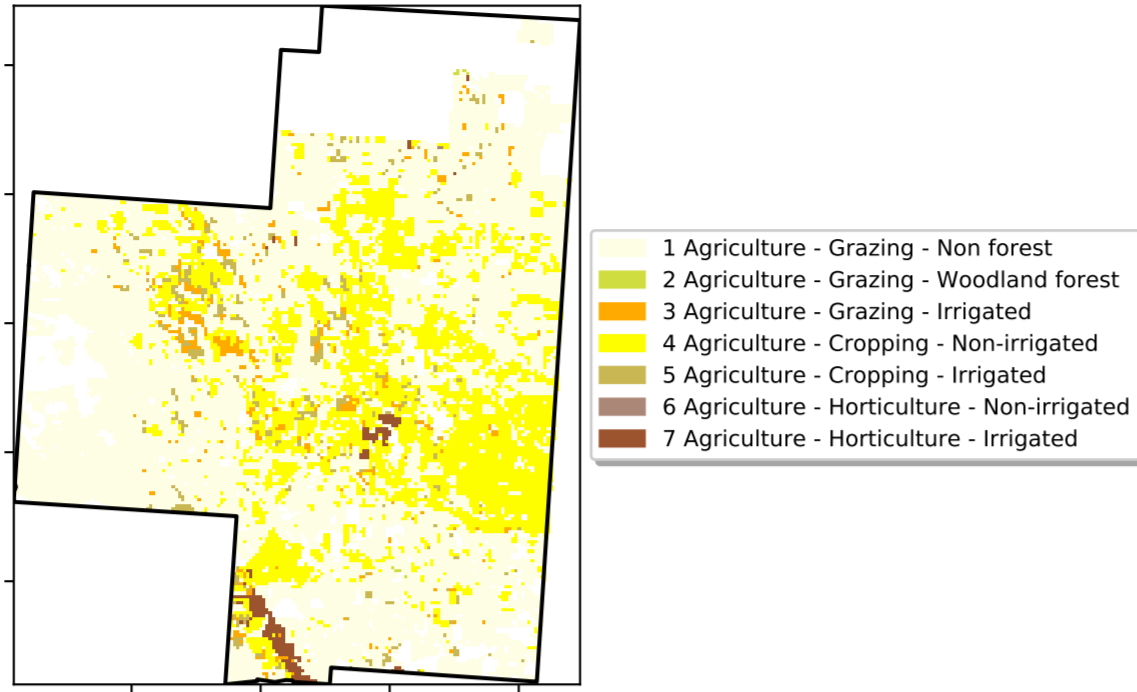 1 Agriculture - Grazing - Non forest
2 Agriculture - Grazing - Woodland forest
3 Agriculture - Grazing - Irrigated
4 Agriculture - Cropping - Non-irrigated
5 Agriculture - Cropping - Irrigated
6 Agriculture - Horticulture - Non-irrigated
7 Agriculture - Horticulture - Irrigated